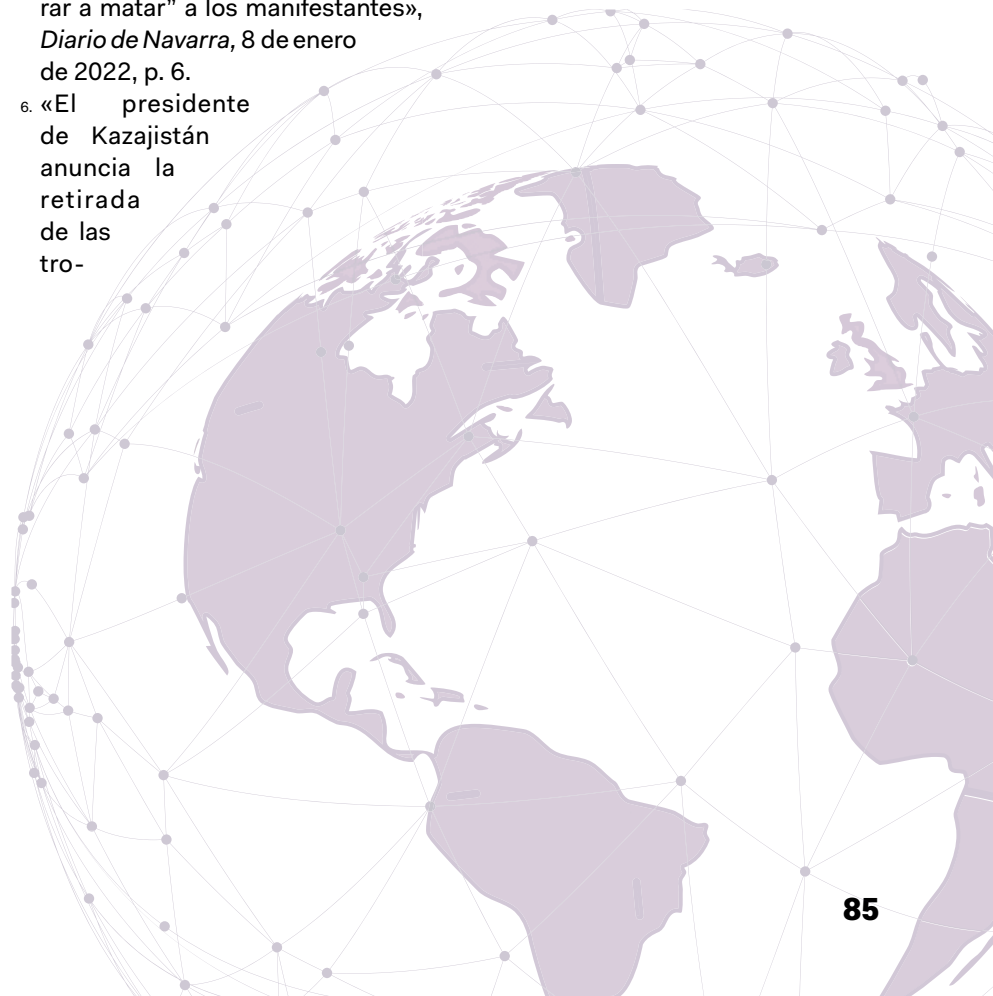 rar a matar” a los manifestantes»,
Diario de Navarra, 8 de enero
de 2022, p. 6.
6. «El presidente
de Kazajistán
anuncia la
retirada
de las
tro-
85